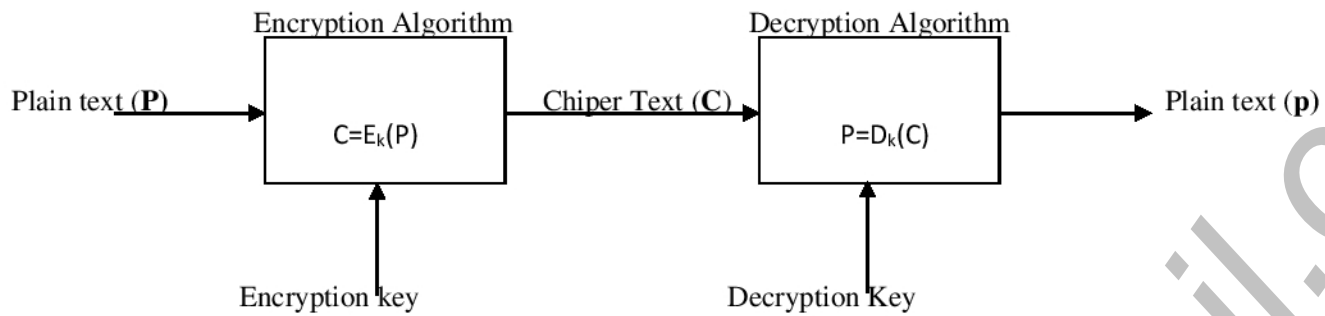 Encryption Algorithm
Decryption Algorithm
Plain text (P)
Chiper Text (C)
Plain text (p)
C=Eₖ(P)
P=Dₖ(C)
Encryption key
Decryption Key